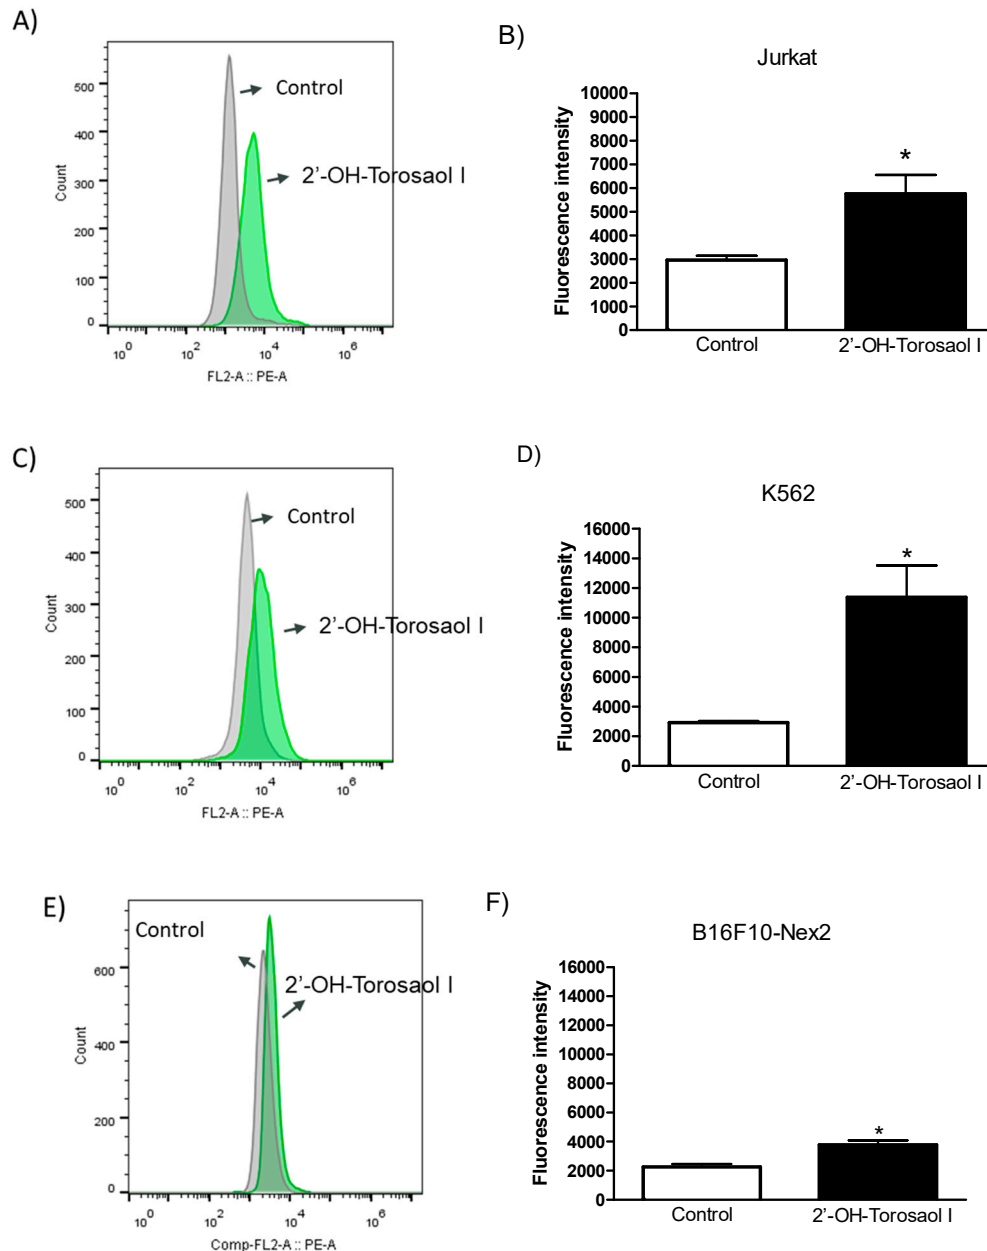 A)
Count
500
400
300
200
100
0
Control
2'-OH-Torosaol I
10^0 10^2 10^4 10^6
FL2-A :: PE-A
B)
Jurkat
Fluorescence intensity
10000
9000
8000
7000
6000
5000
4000
3000
2000
1000
0
*
Control 2'-OH-Torosaol I
C)
Count
500
400
300
200
100
0
Control
2'-OH-Torosaol I
10^0 10^2 10^4 10^6
FL2-A :: PE-A
D)
K562
Fluorescence intensity
16000
14000
12000
10000
8000
6000
4000
2000
0
*
Control 2'-OH-Torosaol I
E)
Count
600
400
200
0
Control
2'-OH-Torosaol I
10^0 10^2 10^4 10^6
Comp-FL2-A :: PE-A
F)
B16F10-Nex2
Fluorescence intensity
16000
14000
12000
10000
8000
6000
4000
2000
0
*
Control 2'-OH-Torosaol I